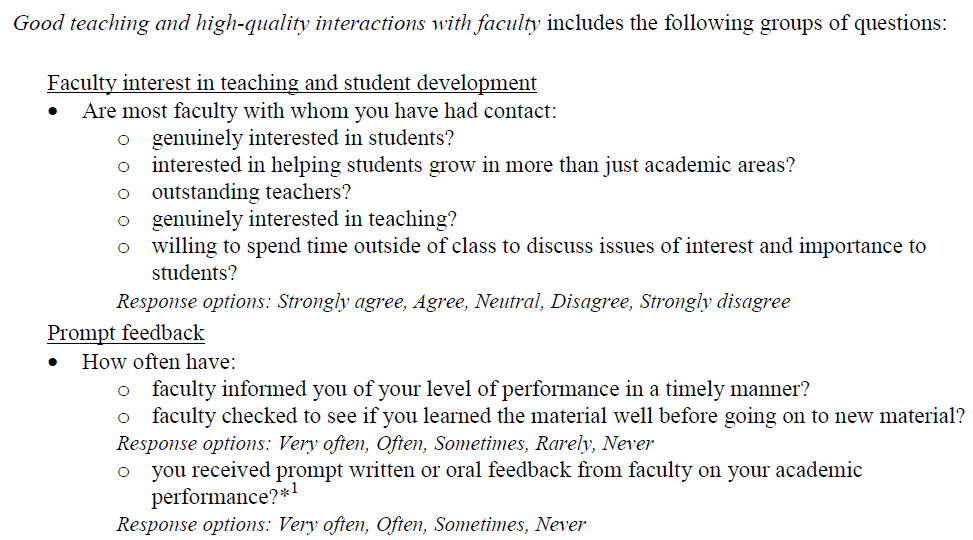 Good teaching and high-quality interactions with faculty includes the following groups of questions:
Faculty interest in teaching and student development
• Are most faculty with whom you have had contact:
o genuinely interested in students?
o interested in helping students grow in more than just academic areas?
o outstanding teachers?
o genuinely interested in teaching?
o willing to spend time outside of class to discuss issues of interest and importance to
students?
Response options: Strongly agree, Agree, Neutral, Disagree, Strongly disagree
Prompt feedback
• How often have:
o faculty informed you of your level of performance in a timely manner?
o faculty checked to see if you learned the material well before going on to new material?
Response options: Very often, Often, Sometimes, Rarely, Never
o you received prompt written or oral feedback from faculty on your academic
performance?*1
Response options: Very often, Often, Sometimes, Never